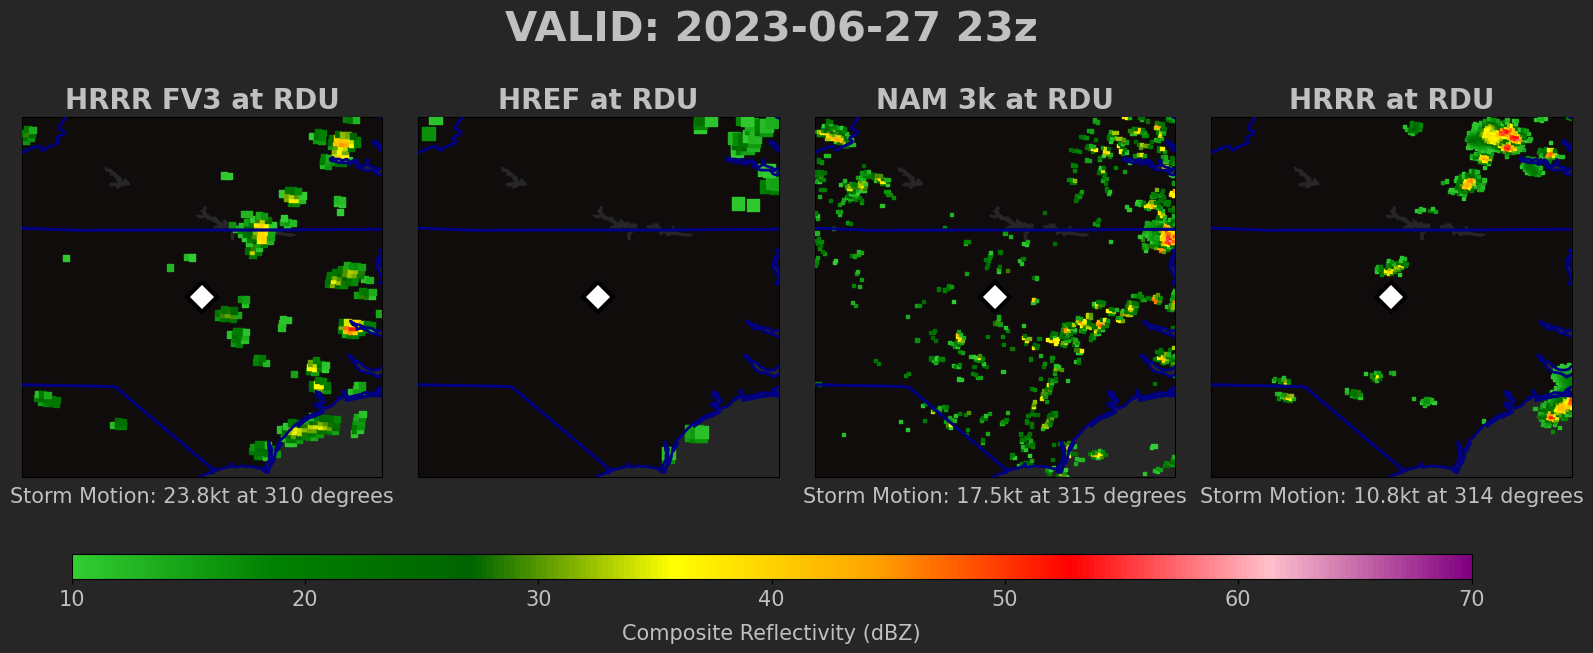 VALID: 2023-06-27 23z
HRRR FV3 at RDU
HREF at RDU
NAM 3k at RDU
HRRR at RDU
Storm Motion: 23.8kt at 310 degrees
Storm Motion: 17.5kt at 315 degrees
Storm Motion: 10.8kt at 314 degrees
10 20 30 40 50 60 70
Composite Reflectivity (dBZ)